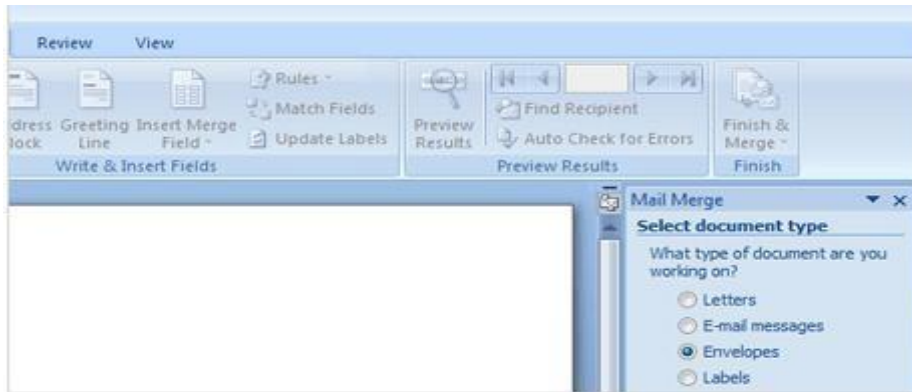 Review View
Rules
Match Fields
Update Labels
dress Greeting Insert Merge
lock Line Field
Write & Insert Fields
Preview
Results
Find Recipient
Auto Check for Errors
Preview Results
Finish &
Merge
Finish
Mail Merge
Select document type
What type of document are you
working on?
Letters
E-mail messages
Envelopes
Labels